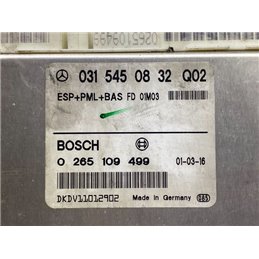 0265109499
031 545 08 32 Q02
ESP+PML+BAS FD 01M03
BOSCH
0 265 109 499 01-03-16
DKDV11012902 Made in Germany